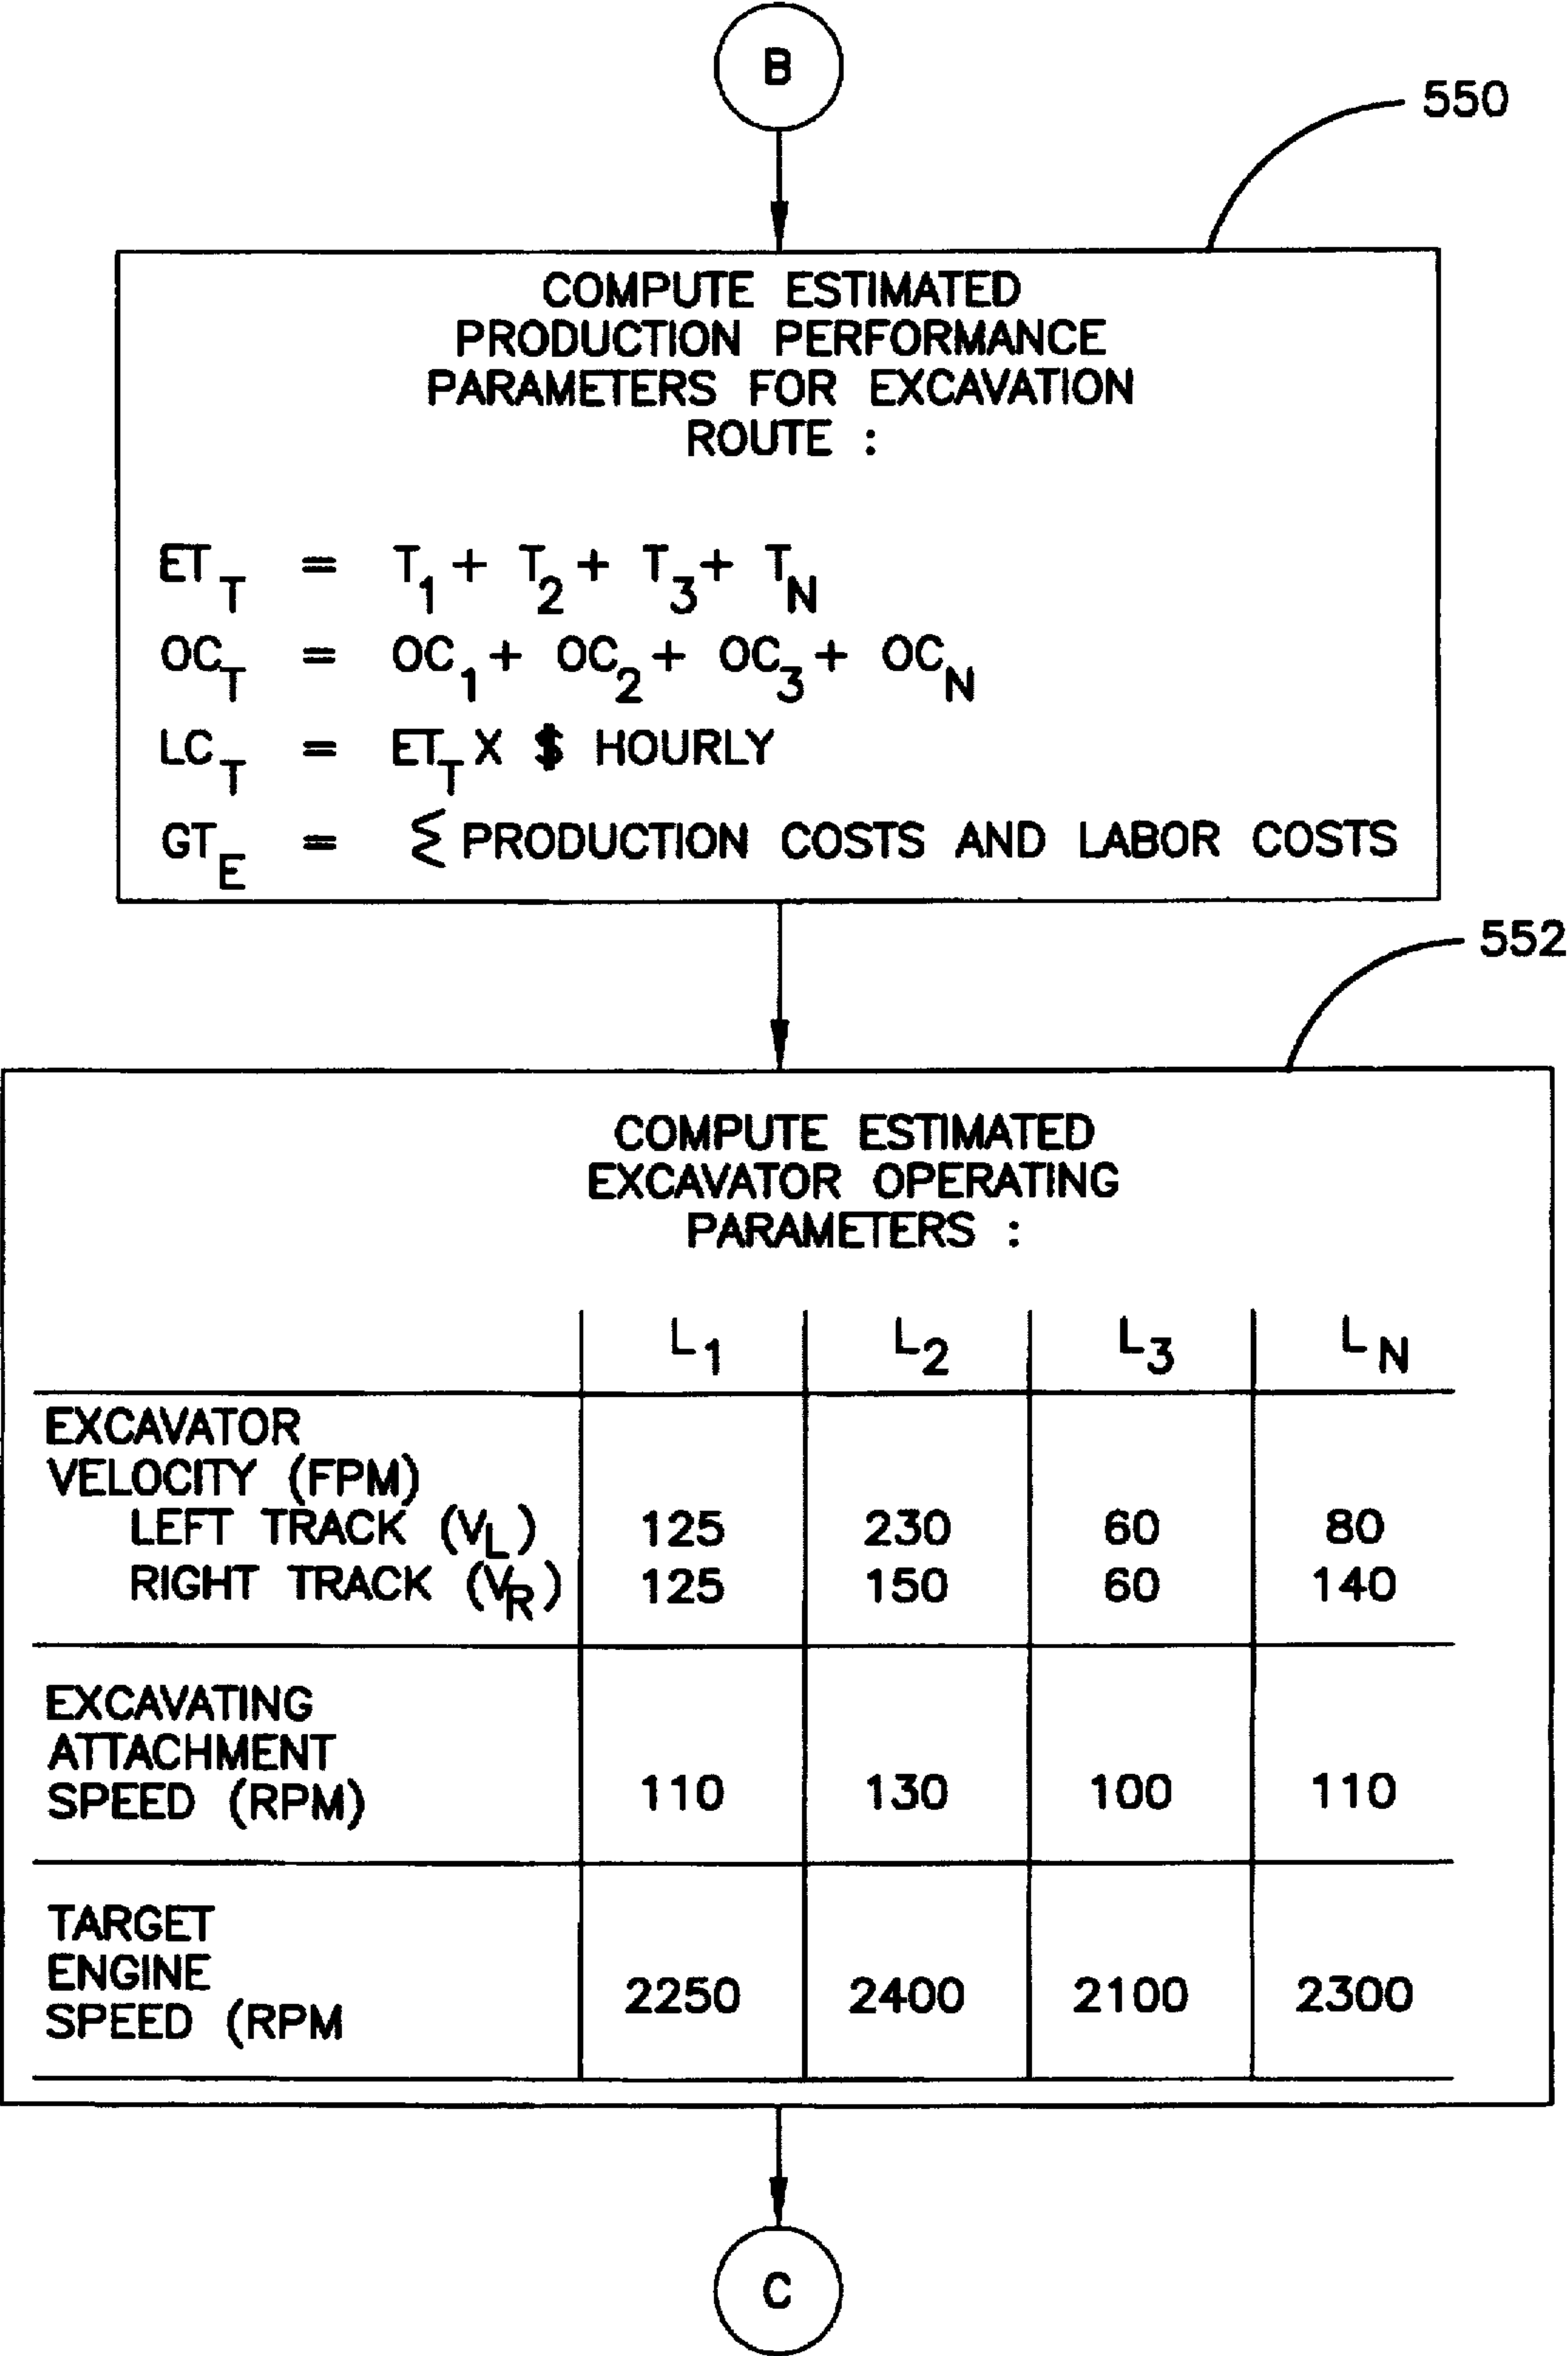 B
550
COMPUTE ESTIMATED
PRODUCTION PERFORMANCE
PARAMETERS FOR EXCAVATION
ROUTE :
ET_T = T_1 + T_2 + T_3 + T_N
OC_T = OC_1 + OC_2 + OC_3 + OC_N
LC_T = ET_T X $ HOURLY
GT_E = Σ PRODUCTION COSTS AND LABOR COSTS
552
COMPUTE ESTIMATED
EXCAVATOR OPERATING
PARAMETERS :
L_1 L_2 L_3 L_N
EXCAVATOR
VELOCITY (FPM)
LEFT TRACK (V_L) 125 230 60 80
RIGHT TRACK (V_R) 125 150 60 140
EXCAVATING
ATTACHMENT
SPEED (RPM) 110 130 100 110
TARGET
ENGINE
SPEED (RPM 2250 2400 2100 2300
C